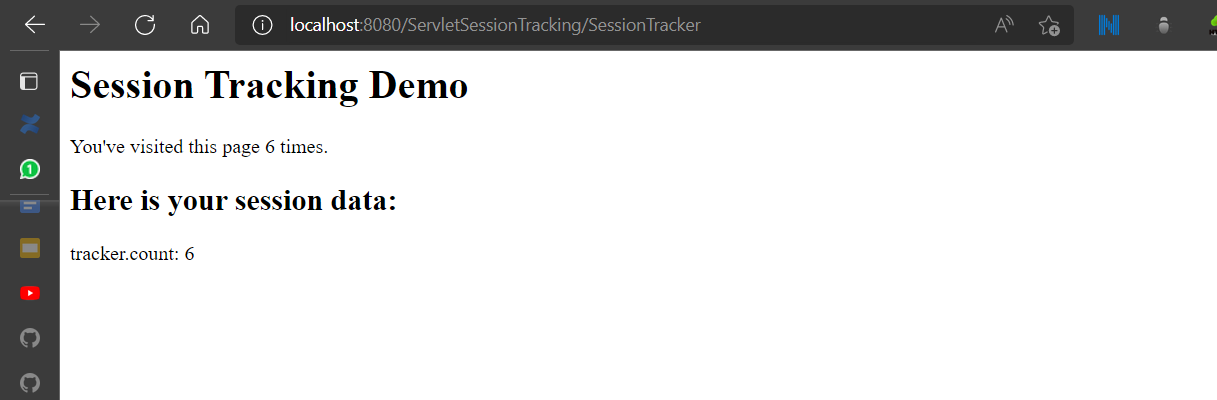 localhost:8080/ServletSessionTracking/SessionTracker
Session Tracking Demo
You've visited this page 6 times.
1
Here is your session data:
tracker.count: 6